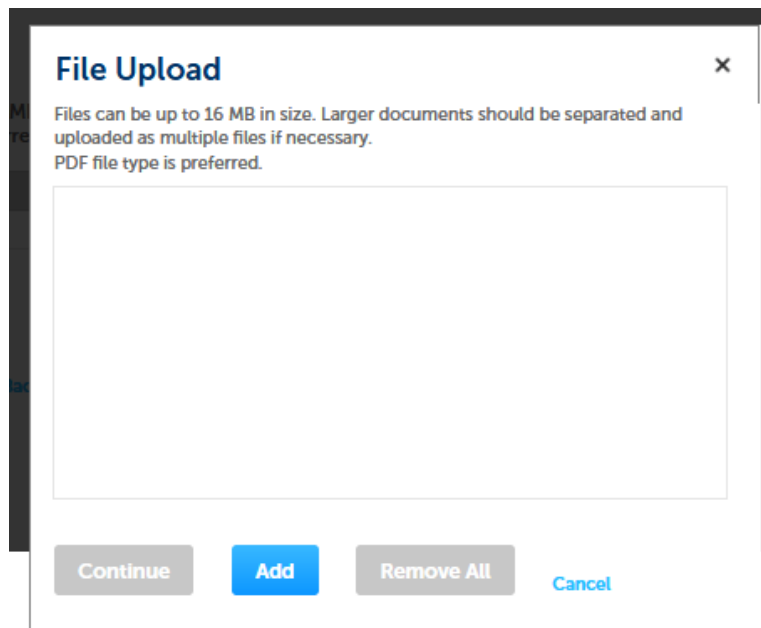 File Upload
×
Files can be up to 16 MB in size. Larger documents should be separated and
uploaded as multiple files if necessary.
PDF file type is preferred.
Continue
Add
Remove All
Cancel